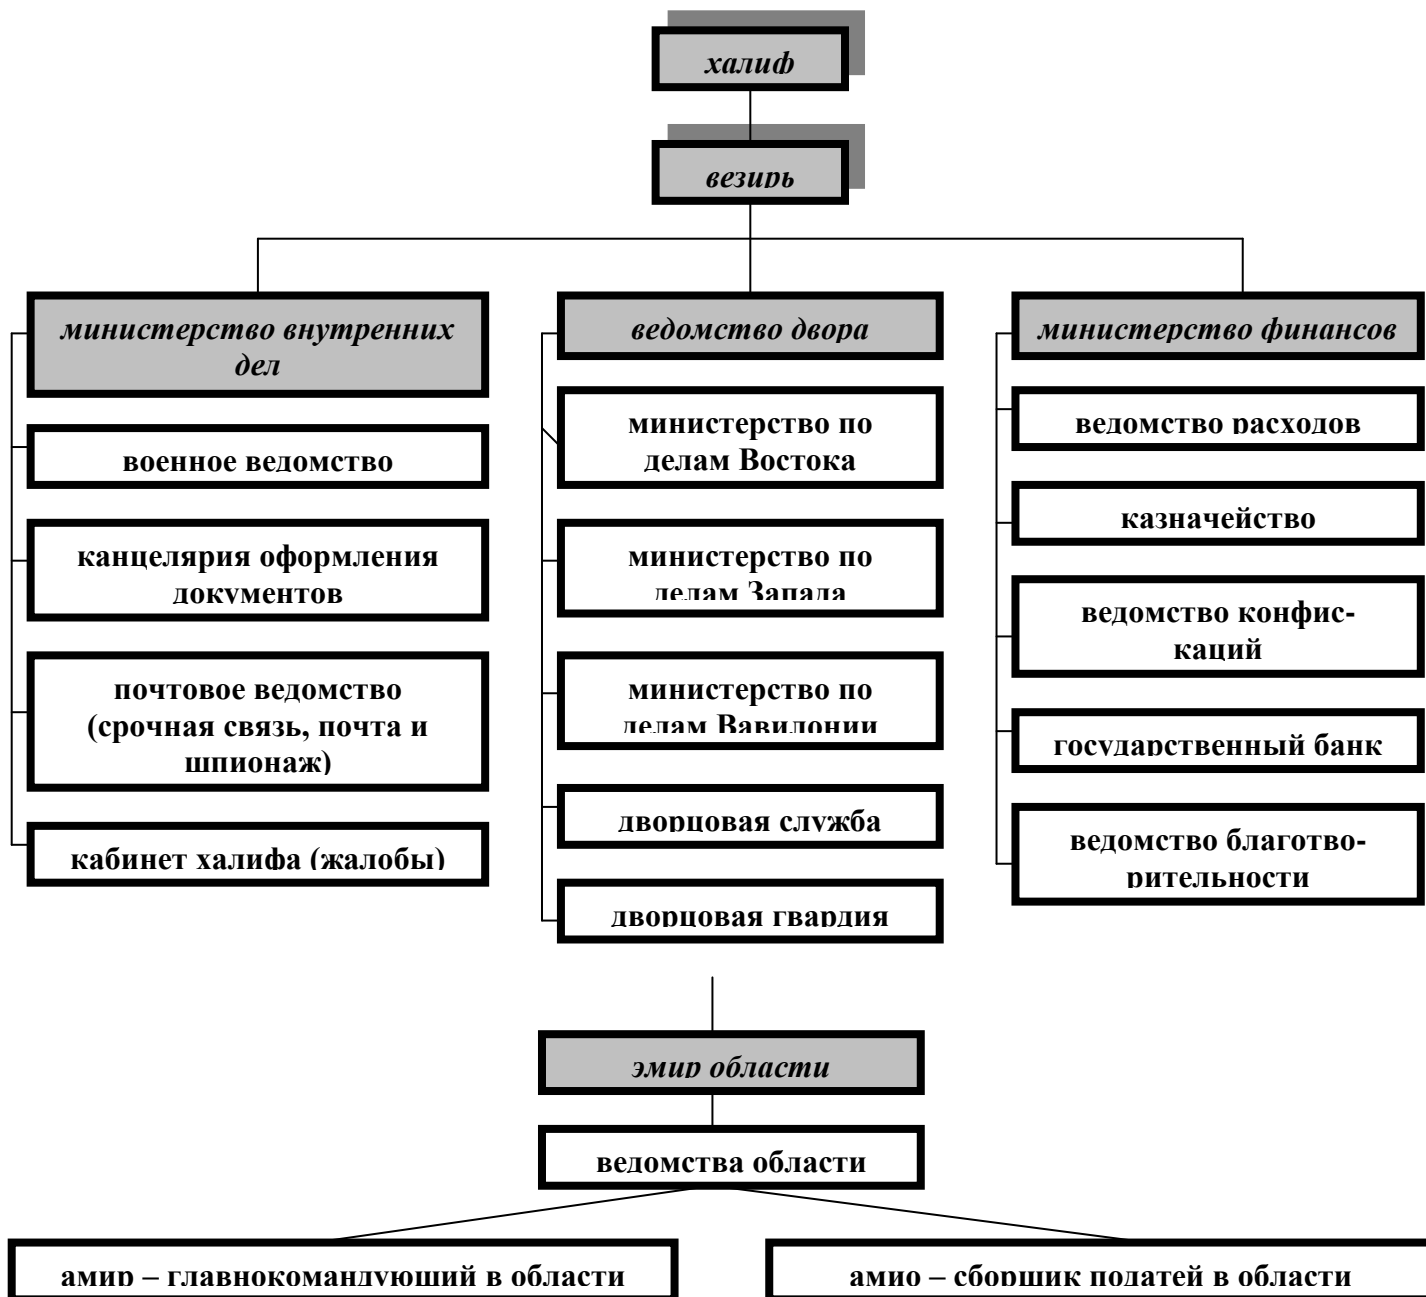 халиф
везирь
министерство внутренних
дел
военное ведомство
канцелярия оформления
документов
почтовое ведомство
(срочная связь, почта и
шпионаж)
кабинет халифа (жалобы)
ведомство двора
министерство по
делам Востока
министерство по
делам Запада
министерство по
делам Вавилонии
дворцовая служба
дворцовая гвардия
министерство финансов
ведомство расходов
казначейство
ведомство конфис-
каций
государственный банк
ведомство благотво-
рительности
эмир области
ведомства области
амир – главнокомандующий в области
амио – сборщик податей в области